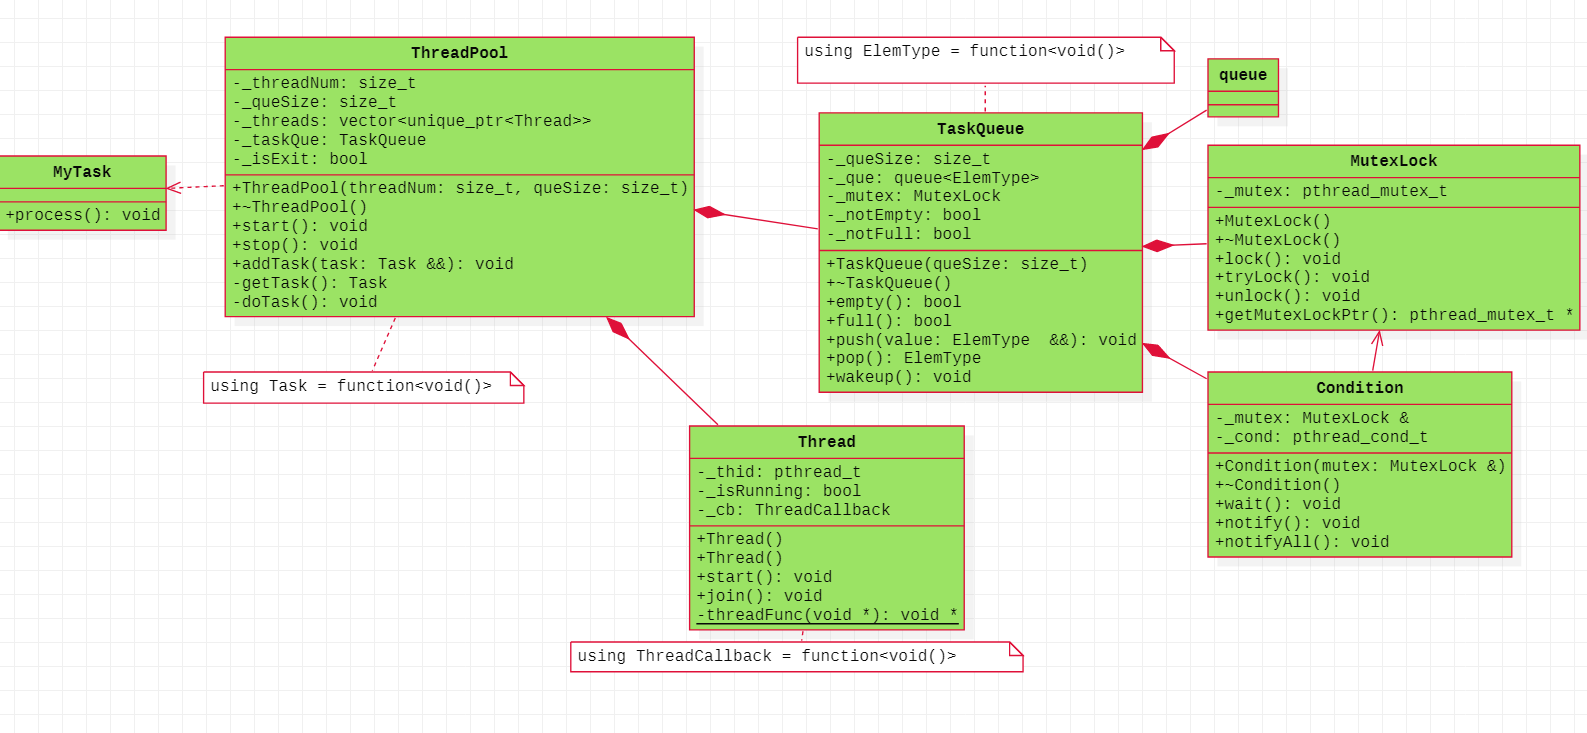 ThreadPool
-_threadNum: size_t
-_queSize: size_t
-_threads: vector<unique_ptr<Thread>>
-_taskQue: TaskQueue
-_isExit: bool
+ThreadPool(threadNum: size_t, queSize: size_t)
+~ThreadPool()
+start(): void
+stop(): void
+addTask(task: Task &&): void
-getTask(): Task
-doTask(): void
MyTask
+process(): void
using Task = function<void()>
using ElemType = function<void()>
TaskQueue
-_queSize: size_t
-_que: queue<ElemType>
-_mutex: MutexLock
-_notEmpty: bool
-_notFull: bool
+TaskQueue(queSize: size_t)
+~TaskQueue()
+empty(): bool
+full(): bool
+push(value: ElemType  &&): void
+pop(): ElemType
+wakeup(): void
queue
MutexLock
-_mutex: pthread_mutex_t
+MutexLock()
+~MutexLock()
+lock(): void
+tryLock(): void
+unlock(): void
+getMutexLockPtr(): pthread_mutex_t *
Condition
-_mutex: MutexLock &
-_cond: pthread_cond_t
+Condition(mutex: MutexLock &)
+~Condition()
+wait(): void
+notify(): void
+notifyAll(): void
Thread
-_thid: pthread_t
-_isRunning: bool
-_cb: ThreadCallback
+Thread()
+Thread()
+start(): void
+join(): void
-threadFunc(void *): void *
using ThreadCallback = function<void()>